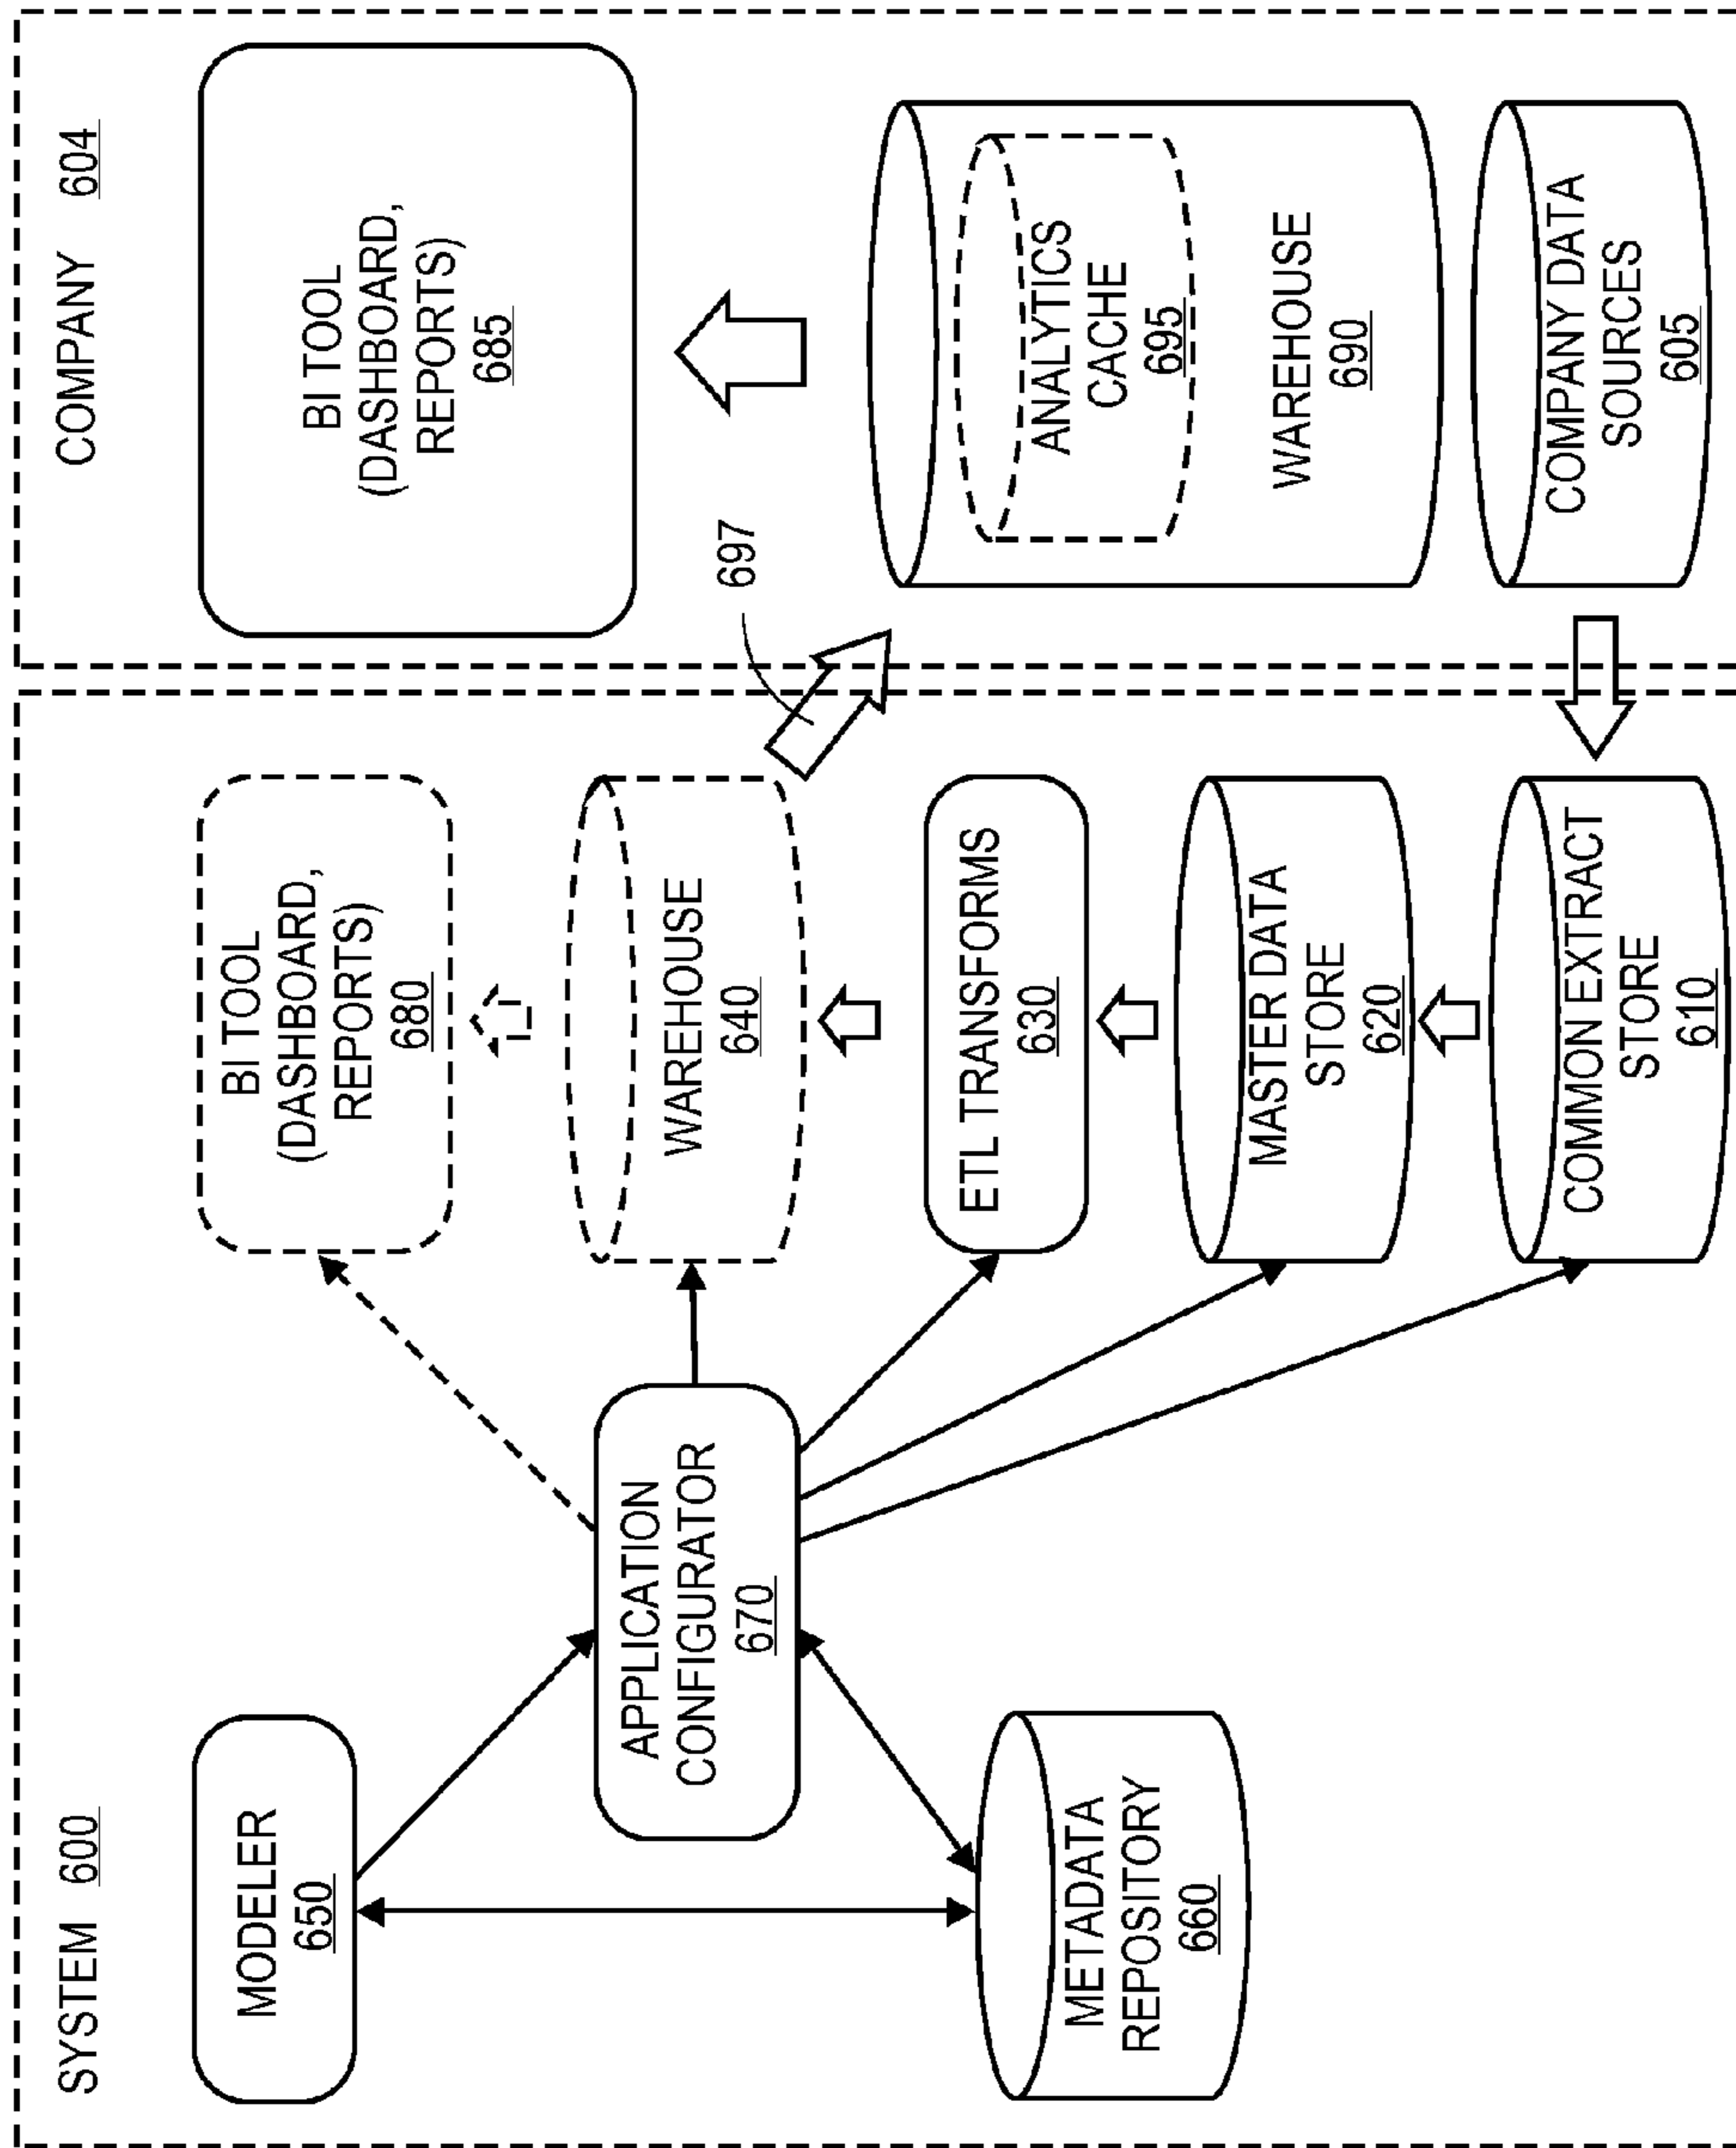 SYSTEM 600
MODELER
650
APPLICATION
CONFIGURATOR
670
METADATA
REPOSITORY
660
BI TOOL
(DASHBOARD,
REPORTS)
680
WAREHOUSE
640
ETL TRANSFORMS
630
MASTER DATA
STORE
620
COMMON EXTRACT
STORE
610
COMPANY 604
BI TOOL
(DASHBOARD,
REPORTS)
685
697
ANALYTICS
CACHE
695
WAREHOUSE
690
COMPANY DATA
SOURCES
605